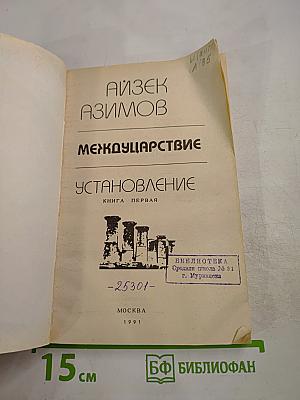 АЙЗЕК
АЗИМОВ
МЕЖДУЦАРСТВИЕ
УСТАНОВЛЕНИЕ
КНИГА ПЕРВАЯ
БИБЛИОТЕКА
Средняя школа № 31
г. Мурманска
-25301-
МОСКВА
1991
15 см
БФ БИБЛИОФАН